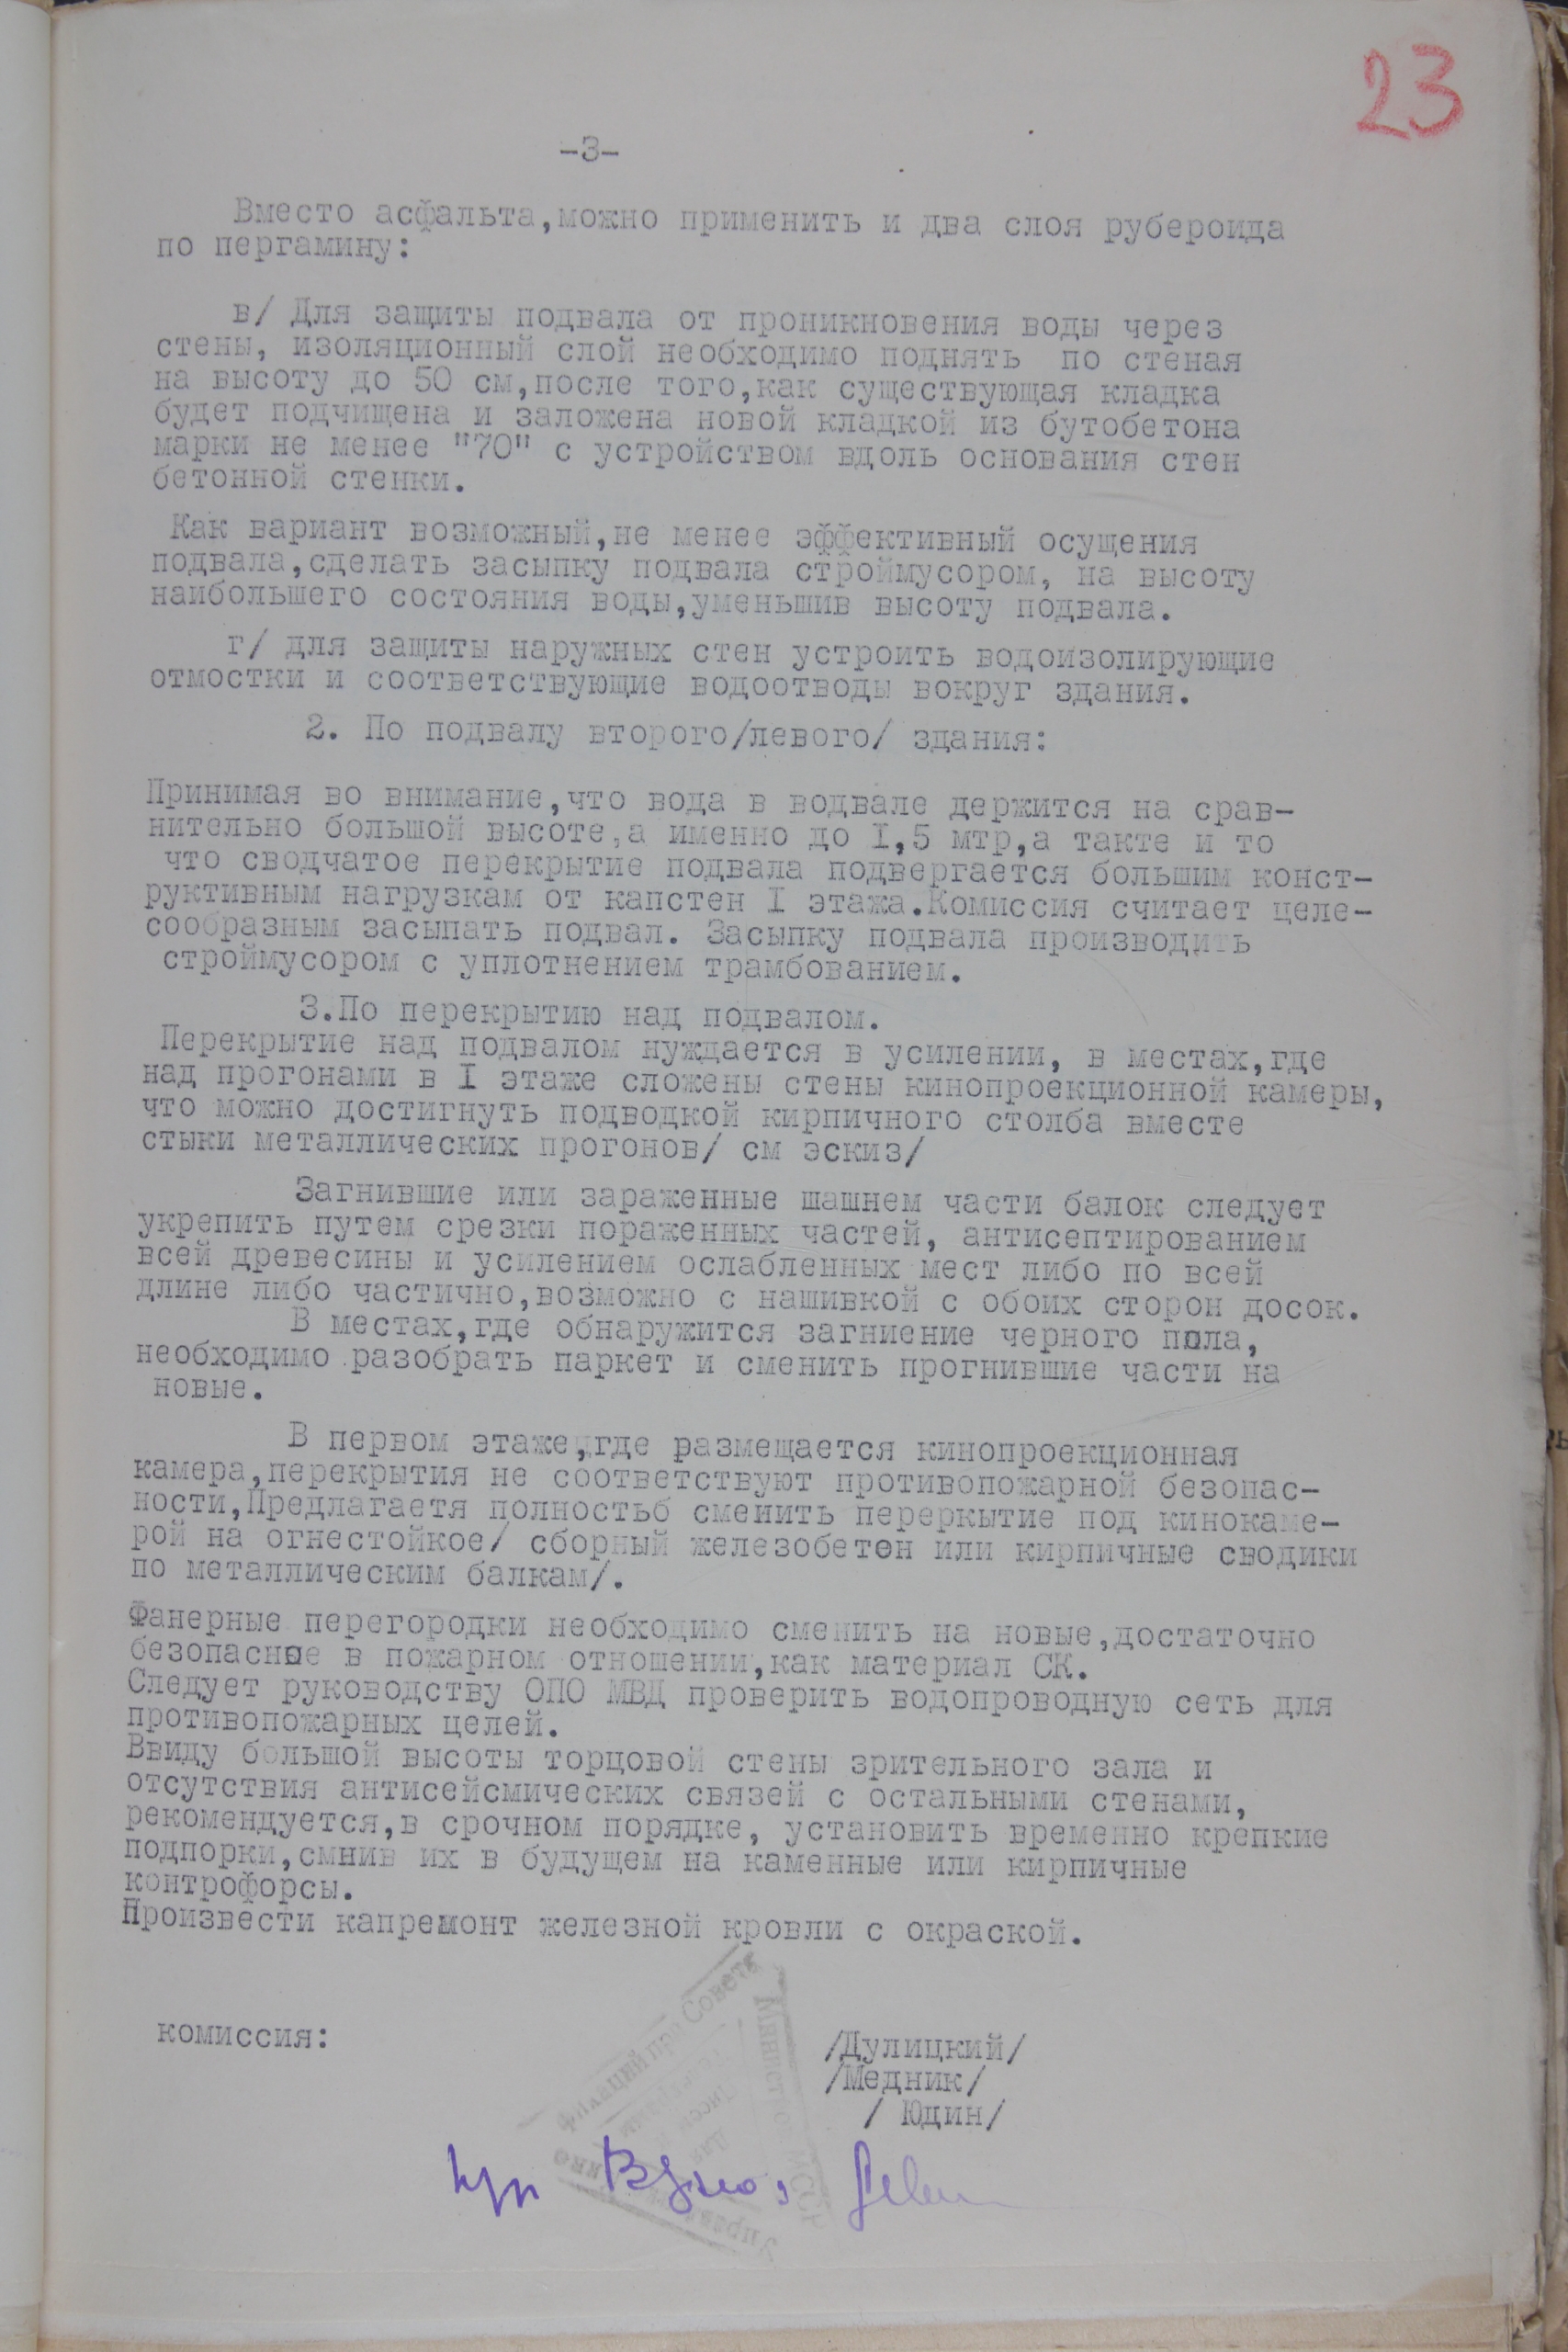 23
-3-
Вместо асфальта,можно применить и два слоя рубероида
по пергамину:
в/ Для защиты подвала от проникновения воды через
стены, изоляционный слой необходимо поднять по стеная
на высоту до 50 см,после того,как существующая кладка
будет подчищена и заложена новой кладкой из бутобетона
марки не менее "70" с устройством вдоль основания стен
бетонной стенки.
Как вариант возможный,не менее эффективный осущения
подвала,сделать засыпку подвала строймусором, на высоту
наибольшего состояния воды,уменьшив высоту подвала.
г/ для защиты наружных стен устроить водоизолирующие
отмостки и соответствующие водоотводы вокруг здания.
2. По подвалу второго/левого/ здания:
Принимая во внимание,что вода в водвале держится на срав-
нительно большой высоте,а именно до I,5 мтр,а такте и то
что сводчатое перекрытие подвала подвергается большим конст-
руктивным нагрузкам от капстен I этажа.Комиссия считает целе-
сообразным засыпать подвал. Засыпку подвала производить
строймусором с уплотнением трамбованием.
3.По перекрытию над подвалом.
Перекрытие над подвалом нуждается в усилении, в местах,где
над прогонами в I этаже сложены стены кинопроекционной камеры,
что можно достигнуть подводкой кирпичного столба вместе
стыки металлических прогонов/ см эскиз/
Загнившие или зараженные шашнем части балок следует
укрепить путем срезки пораженных частей, антисептированием
всей древесины и усилением ослабленных мест либо по всей
длине либо частично,возможно с нашивкой с обоих сторон досок.
В местах,где обнаружится загниение черного пола,
необходимо разобрать паркет и сменить прогнившие части на
новые.
В первом этаже,где размещается кинопроекционная
камера,перекрытия не соответствуют противопожарной безопас-
ности,Предлагаетя полностьб сменить переркытие под кинокаме-
рой на огнестойкое/ сборный железобетон или кирпичные сводики
по металлическим балкам/.
Фанерные перегородки необходимо сменить на новые,достаточно
безопасное в пожарном отношении,как материал СК.
Следует руководству ОПО МВД проверить водопроводную сеть для
противопожарных целей.
Ввиду большой высоты торцовой стены зрительного зала и
отсутствия антисейсмических связей с остальными стенами,
рекомендуется,в срочном порядке, установить временно крепкие
подпорки,смнив их в будущем на каменные или кирпичные
контрофорсы.
Произвести капремонт железной кровли с окраской.
комиссия:
/Дулицкий/
/Медник/
/ Юдин/
при Совете